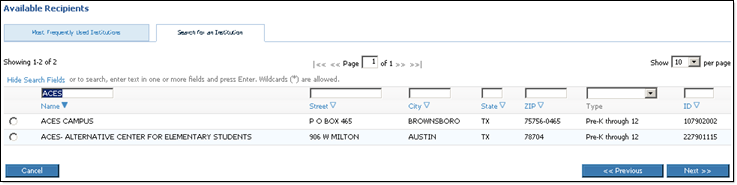 Available Recipients
Most Frequently Used Institutions Search for an Institution
Showing 1-2 of 2 |<< << Page 1 of 1 >> >>| Show 10 per page
Hide Search Fields or to search, enter text in one or more fields and press Enter. Wildcards (*) are allowed.
ACES
Name Street City State ZIP Type ID
ACES CAMPUS P O BOX 465 BROWNSBORO TX 75756-0465 Pre-K through 12 107902002
ACES- ALTERNATIVE CENTER FOR ELEMENTARY STUDENTS 906 W MILTON AUSTIN TX 78704 Pre-K through 12 227901115
Cancel << Previous Next >>